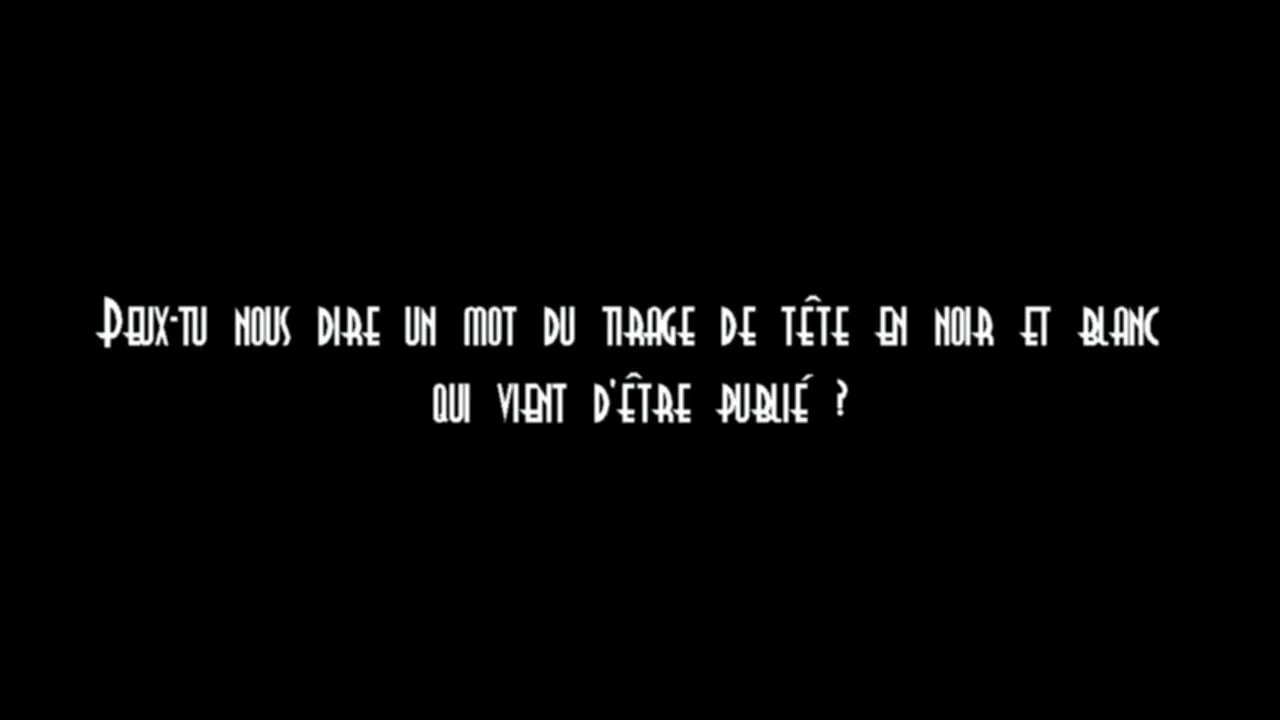 Peux-tu nous dire un mot du tirage de tête en noir et blanc
qui vient d'être publié ?